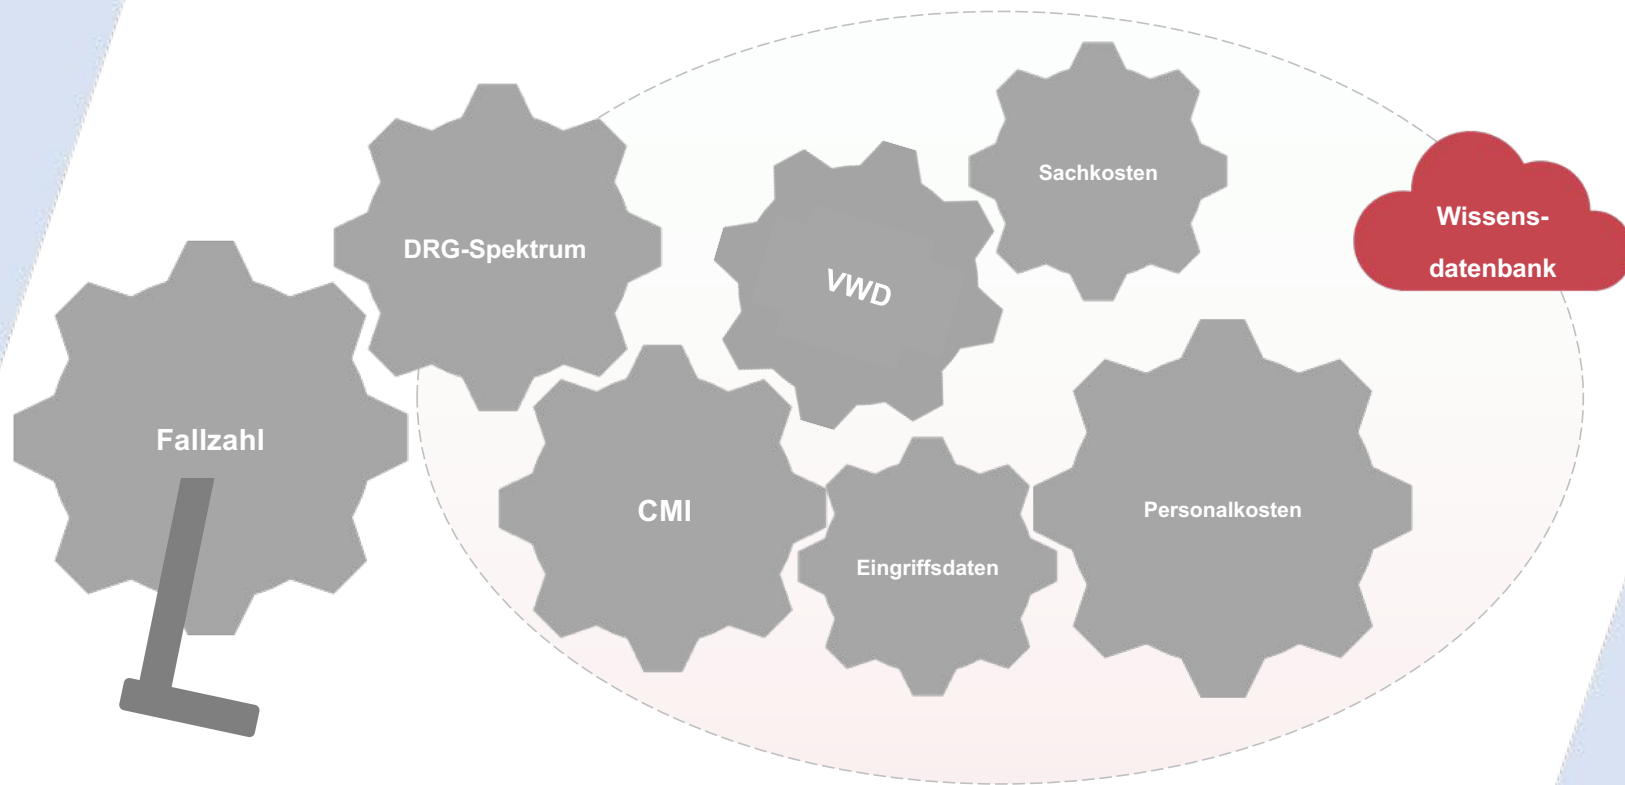 Sachkosten
Wissens-
datenbank
DRG-Spektrum
VWD
Fallzahl
CMI
Personalkosten
Eingriffsdaten